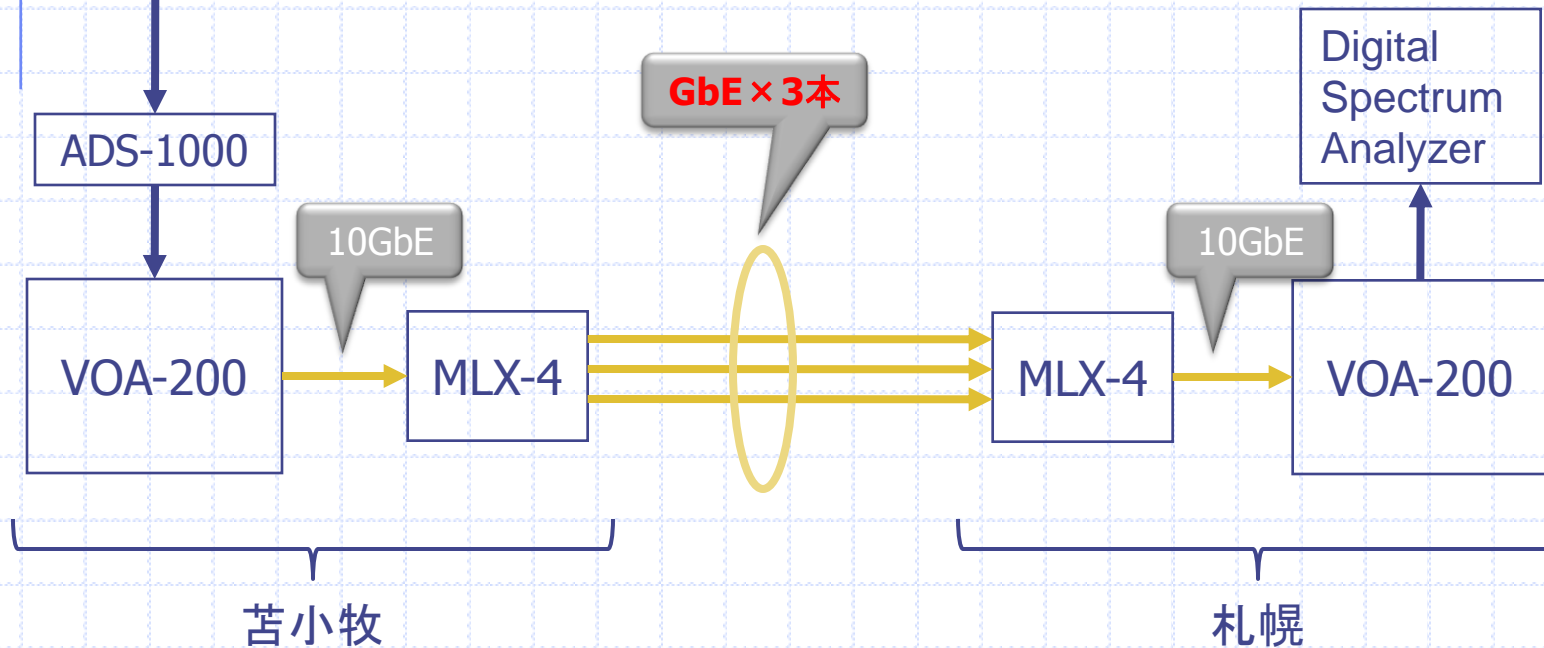 Digital
Spectrum
Analyzer
GbE×3本
ADS-1000
10GbE
10GbE
VOA-200
MLX-4
MLX-4
VOA-200
苫小牧
札幌